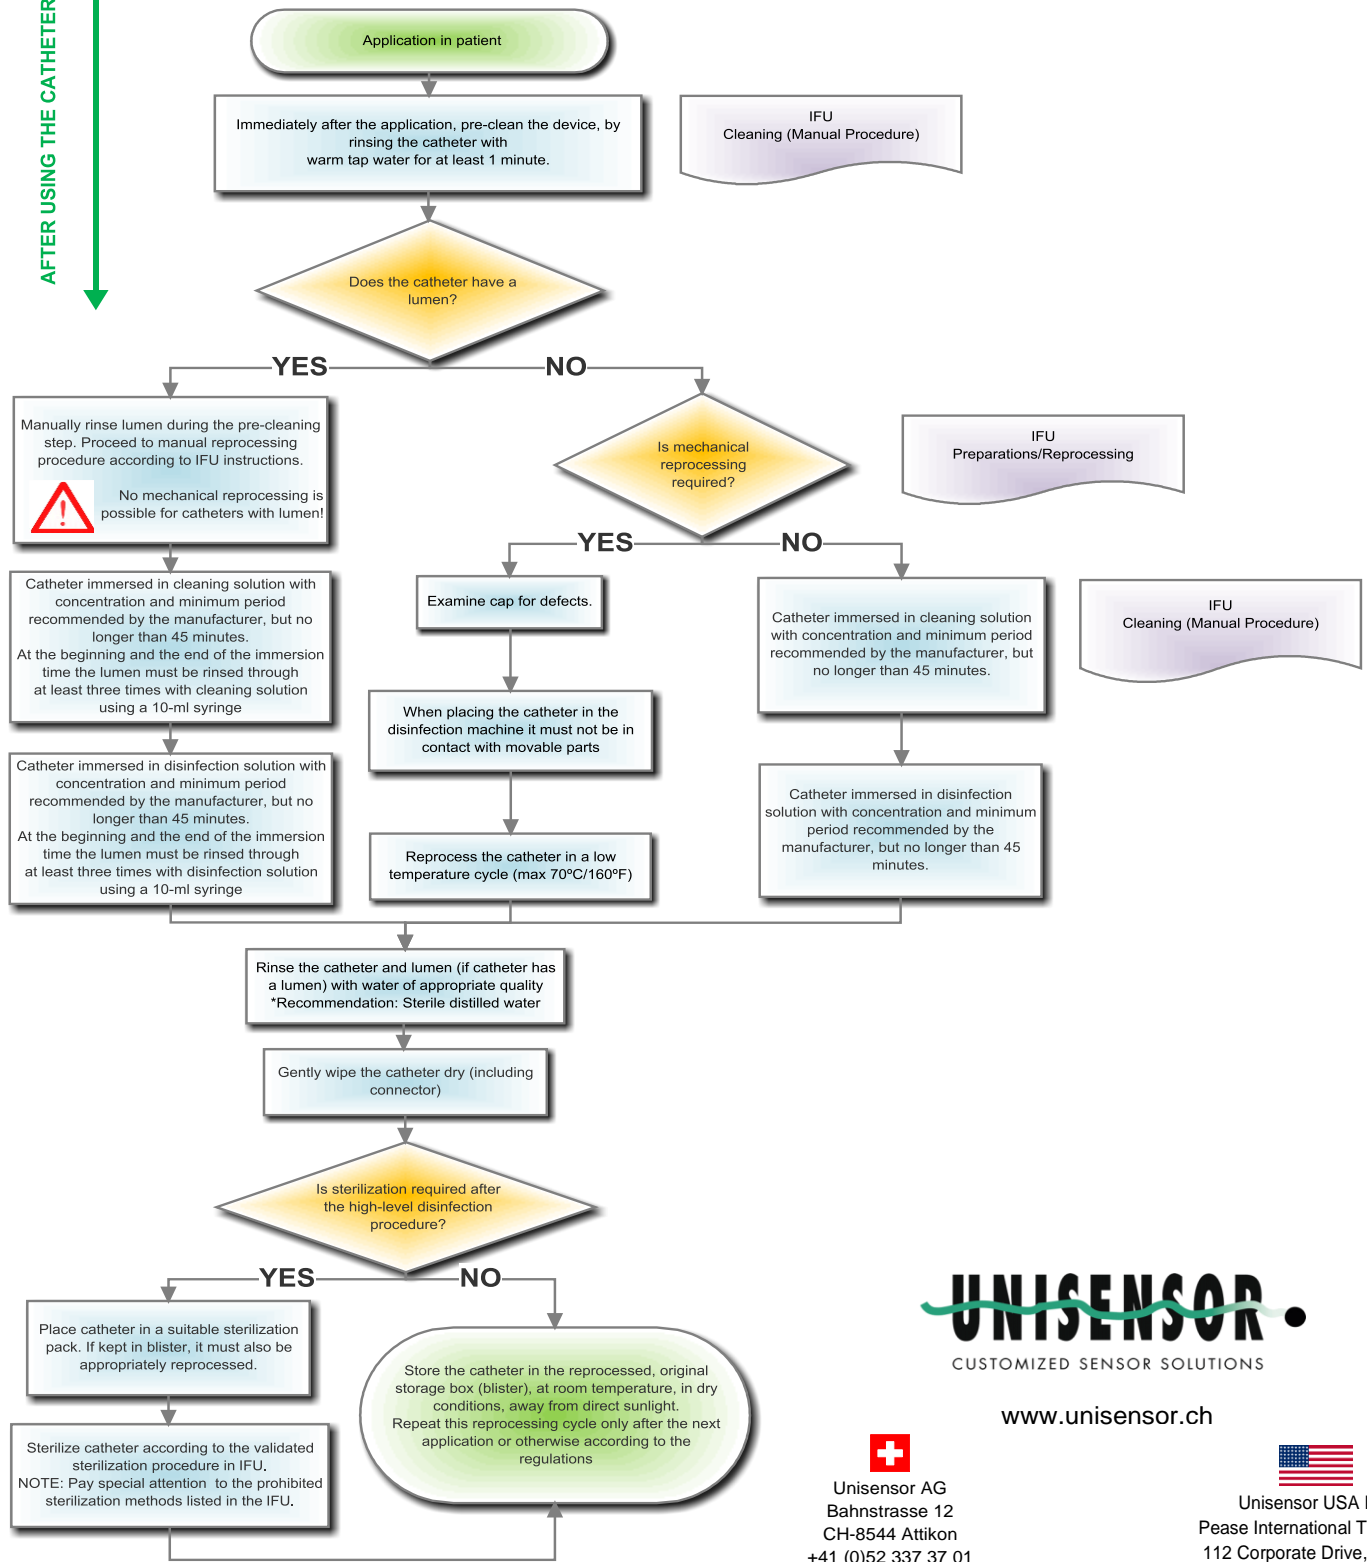 AFTER USING THE CATHETER
Application in patient
Immediately after the application, pre-clean the device, by
rinsing the catheter with
warm tap water for at least 1 minute.
IFU
Cleaning (Manual Procedure)
Does the catheter have a
lumen?
YES
NO
Manually rinse lumen during the pre-cleaning
step. Proceed to manual reprocessing
procedure according to IFU instructions.
No mechanical reprocessing is
possible for catheters with lumen!
Is mechanical
reprocessing
required?
IFU
Preparations/Reprocessing
YES
NO
Catheter immersed in cleaning solution with
concentration and minimum period
recommended by the manufacturer, but no
longer than 45 minutes.
At the beginning and the end of the immersion
time the lumen must be rinsed through
at least three times with cleaning solution
using a 10-ml syringe
Examine cap for defects.
Catheter immersed in cleaning solution
with concentration and minimum period
recommended by the manufacturer, but
no longer than 45 minutes.
IFU
Cleaning (Manual Procedure)
When placing the catheter in the
disinfection machine it must not be in
contact with movable parts
Catheter immersed in disinfection solution with
concentration and minimum period
recommended by the manufacturer, but no
longer than 45 minutes.
At the beginning and the end of the immersion
time the lumen must be rinsed through
at least three times with disinfection solution
using a 10-ml syringe
Reprocess the catheter in a low
temperature cycle (max 70ºC/160ºF)
Catheter immersed in disinfection
solution with concentration and minimum
period recommended by the
manufacturer, but no longer than 45
minutes.
Rinse the catheter and lumen (if catheter has
a lumen) with water of appropriate quality
*Recommendation: Sterile distilled water
Gently wipe the catheter dry (including
connector)
Is sterilization required after
the high-level disinfection
procedure?
YES
NO
Place catheter in a suitable sterilization
pack. If kept in blister, it must also be
appropriately reprocessed.
Store the catheter in the reprocessed, original
storage box (blister), at room temperature, in dry
conditions, away from direct sunlight.
Repeat this reprocessing cycle only after the next
application or otherwise according to the
regulations
Sterilize catheter according to the validated
sterilization procedure in IFU.
NOTE: Pay special attention to the prohibited
sterilization methods listed in the IFU.
UNISENSOR
CUSTOMIZED SENSOR SOLUTIONS
www.unisensor.ch
Unisensor AG
Bahnstrasse 12
CH-8544 Attikon
+41 (0)52 337 37 01
Unisensor USA
Pease International
112 Corporate Drive,